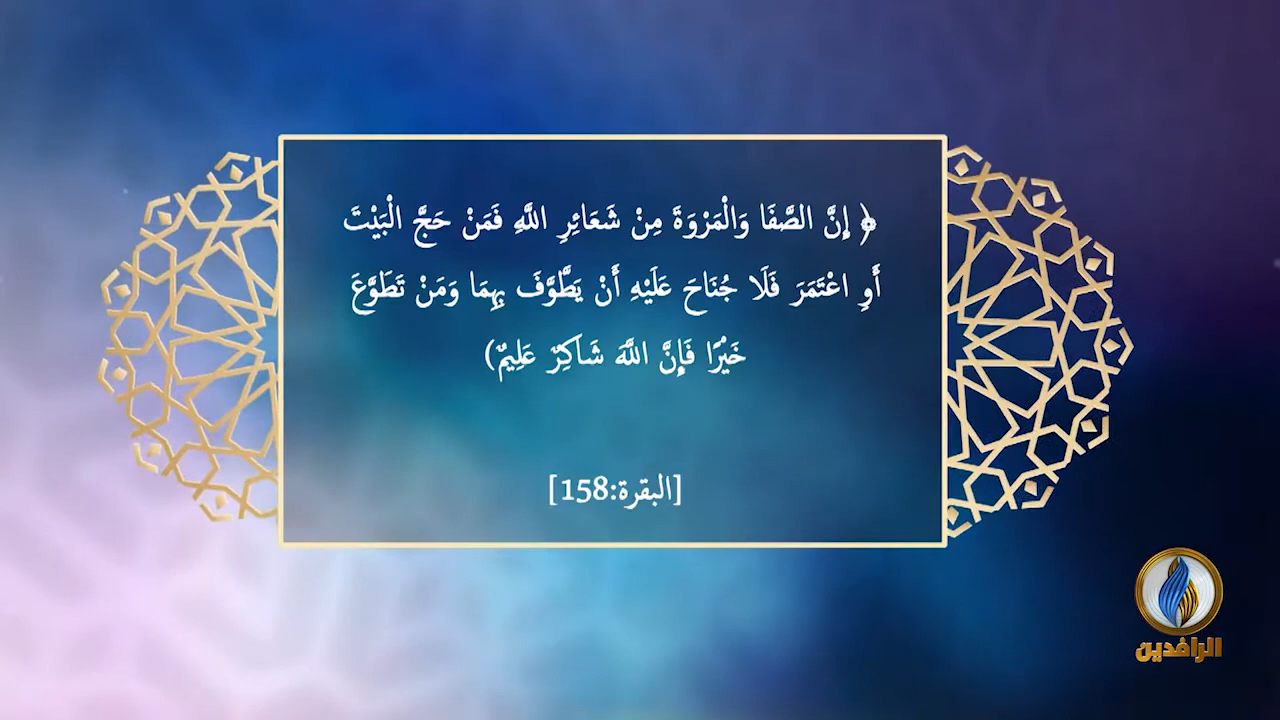 ﴿ إِنَّ الصَّفَا وَالْمَرْوَةَ مِنْ شَعَائِرِ اللَّهِ فَمَنْ حَجَّ الْبَيْتَ
أَوِ اعْتَمَرَ فَلَا جُنَاحَ عَلَيْهِ أَنْ يَطَّوَّفَ بِهِمَا وَمَنْ تَطَوَّعَ
خَيْرًا فَإِنَّ اللَّهَ شَاكِرٌ عَلِيمٌ)
[البقرة:158]
الرافدين